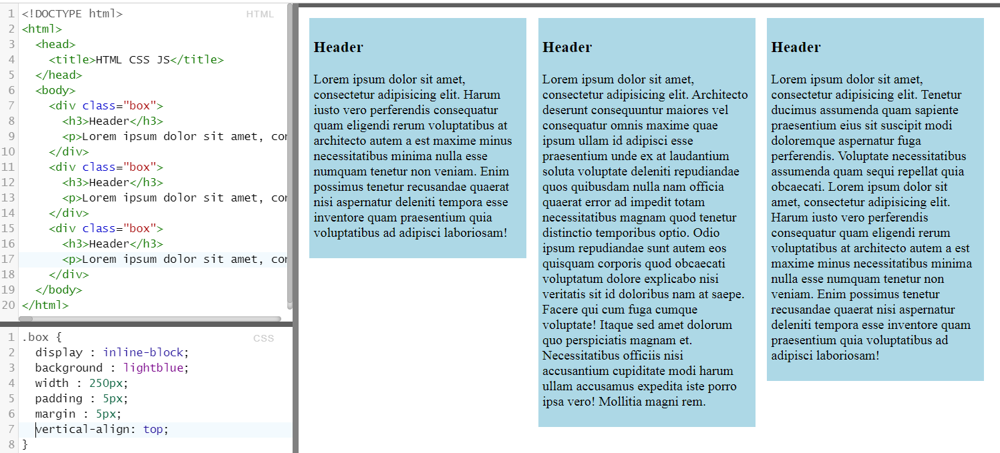 1 <!DOCTYPE html> HTML
2 <html>
3 <head>
4 <title>HTML CSS JS</title>
5 </head>
6 <body>
7 <div class="box">
8 <h3>Header</h3>
9 <p>Lorem ipsum dolor sit amet, con
10 </div>
11 <div class="box">
12 <h3>Header</h3>
13 <p>Lorem ipsum dolor sit amet, con
14 </div>
15 <div class="box">
16 <h3>Header</h3>
17 <p>Lorem ipsum dolor sit amet, con
18 </div>
19 </body>
20 </html>
1 .box { CSS
2 display : inline-block;
3 background : lightblue;
4 width : 250px;
5 padding : 5px;
6 margin : 5px;
7 vertical-align: top;
8 }
Header
Lorem ipsum dolor sit amet,
consectetur adipisicing elit. Harum
iusto vero perferendis consequatur
quam eligendi rerum voluptatibus at
architecto autem a est maxime minus
necessitatibus minima nulla esse
numquam tenetur non veniam. Enim
possimus tenetur recusandae quaerat
nisi aspernatur deleniti tempora esse
inventore quam praesentium quia
voluptatibus ad adipisci laboriosam!
Header
Lorem ipsum dolor sit amet,
consectetur adipisicing elit. Architecto
deserunt consequuntur maiores vel
consequatur omnis maxime quae
ipsum ullam id adipisci esse
praesentium unde ex at laudantium
soluta voluptate deleniti repudiandae
quos quibusdam nulla nam officia
quaerat error ad impedit totam
necessitatibus magnam quod tenetur
distinctio temporibus optio. Odio
ipsum repudiandae sunt autem eos
quisquam corporis quod obcaecati
voluptatum dolore explicabo nisi
veritatis sit id doloribus nam at saepe.
Facere qui cum fuga cumque
voluptate! Itaque sed amet dolorum
quo perspiciatis magnam et.
Necessitatibus officiis nisi
accusantium cupiditate modi harum
ullam accusamus expedita iste porro
ipsa vero! Mollitia magni rem.
Header
Lorem ipsum dolor sit amet,
consectetur adipisicing elit. Tenetur
ducimus assumenda quam sapiente
praesentium eius sit suscipit modi
doloremque aspernatur fuga
perferendis. Voluptate necessitatibus
assumenda quam sequi repellat quia
obcaecati. Lorem ipsum dolor sit
amet, consectetur adipisicing elit.
Harum iusto vero perferendis
consequatur quam eligendi rerum
voluptatibus at architecto autem a est
maxime minus necessitatibus minima
nulla esse numquam tenetur non
veniam. Enim possimus tenetur
recusandae quaerat nisi aspernatur
deleniti tempora esse inventore quam
praesentium quia voluptatibus ad
adipisci laboriosam!